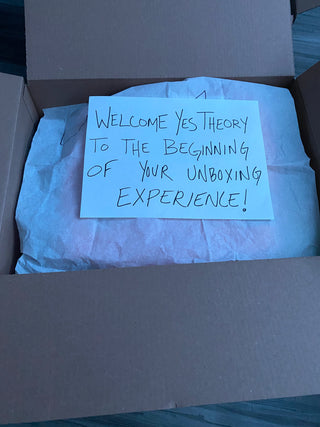 WELCOME YES THEORY
TO THE BEGINNING
OF YOUR UNBOXING
EXPERIENCE!